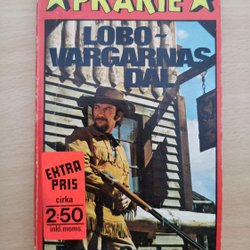 PRÄRIE
LOBO-
VARGARNAS
DAL
EXTRA
PRIS
cirka
2:50
inkl. moms.